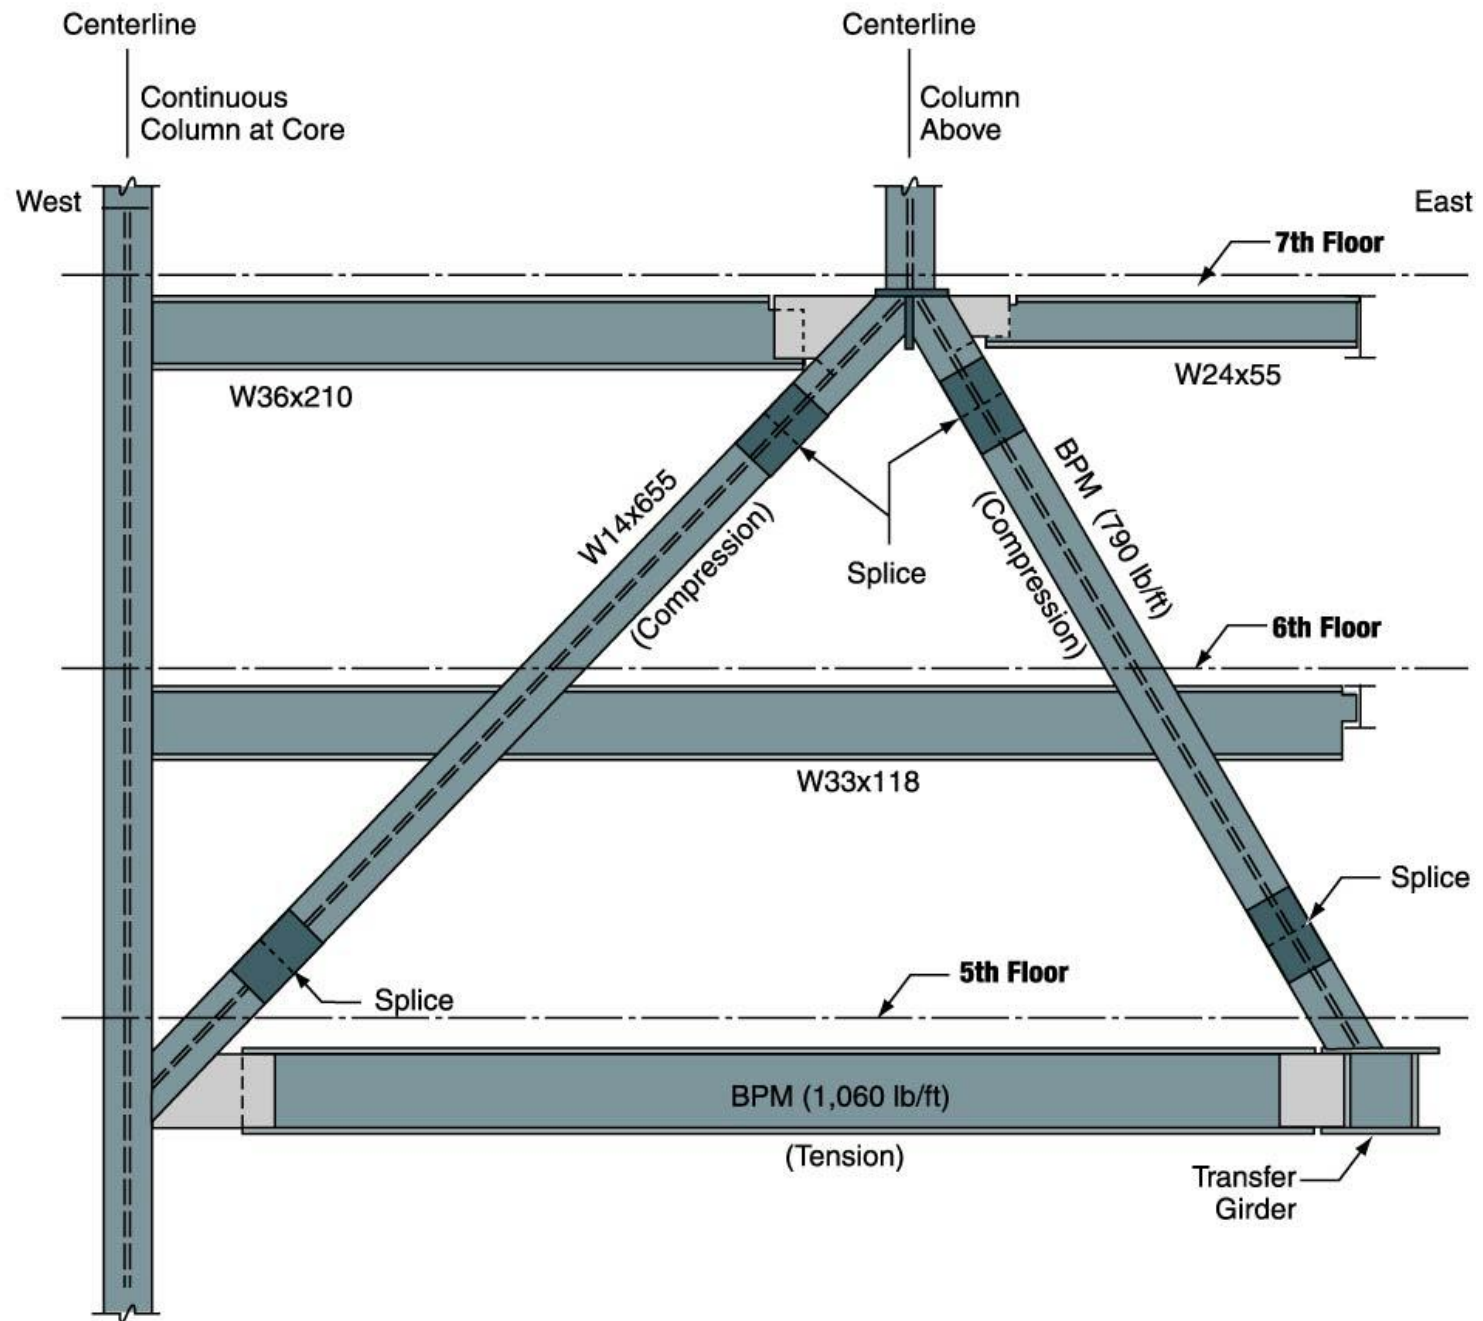 Centerline
Centerline
Continuous
Column at Core
Column
Above
West
East
7th Floor
W36x210
W24x55
W14x655
(Compression)
Splice
(Compression)
BPM (790 lb/ft)
6th Floor
W33x118
Splice
5th Floor
Splice
BPM (1,060 lb/ft)
(Tension)
Transfer
Girder